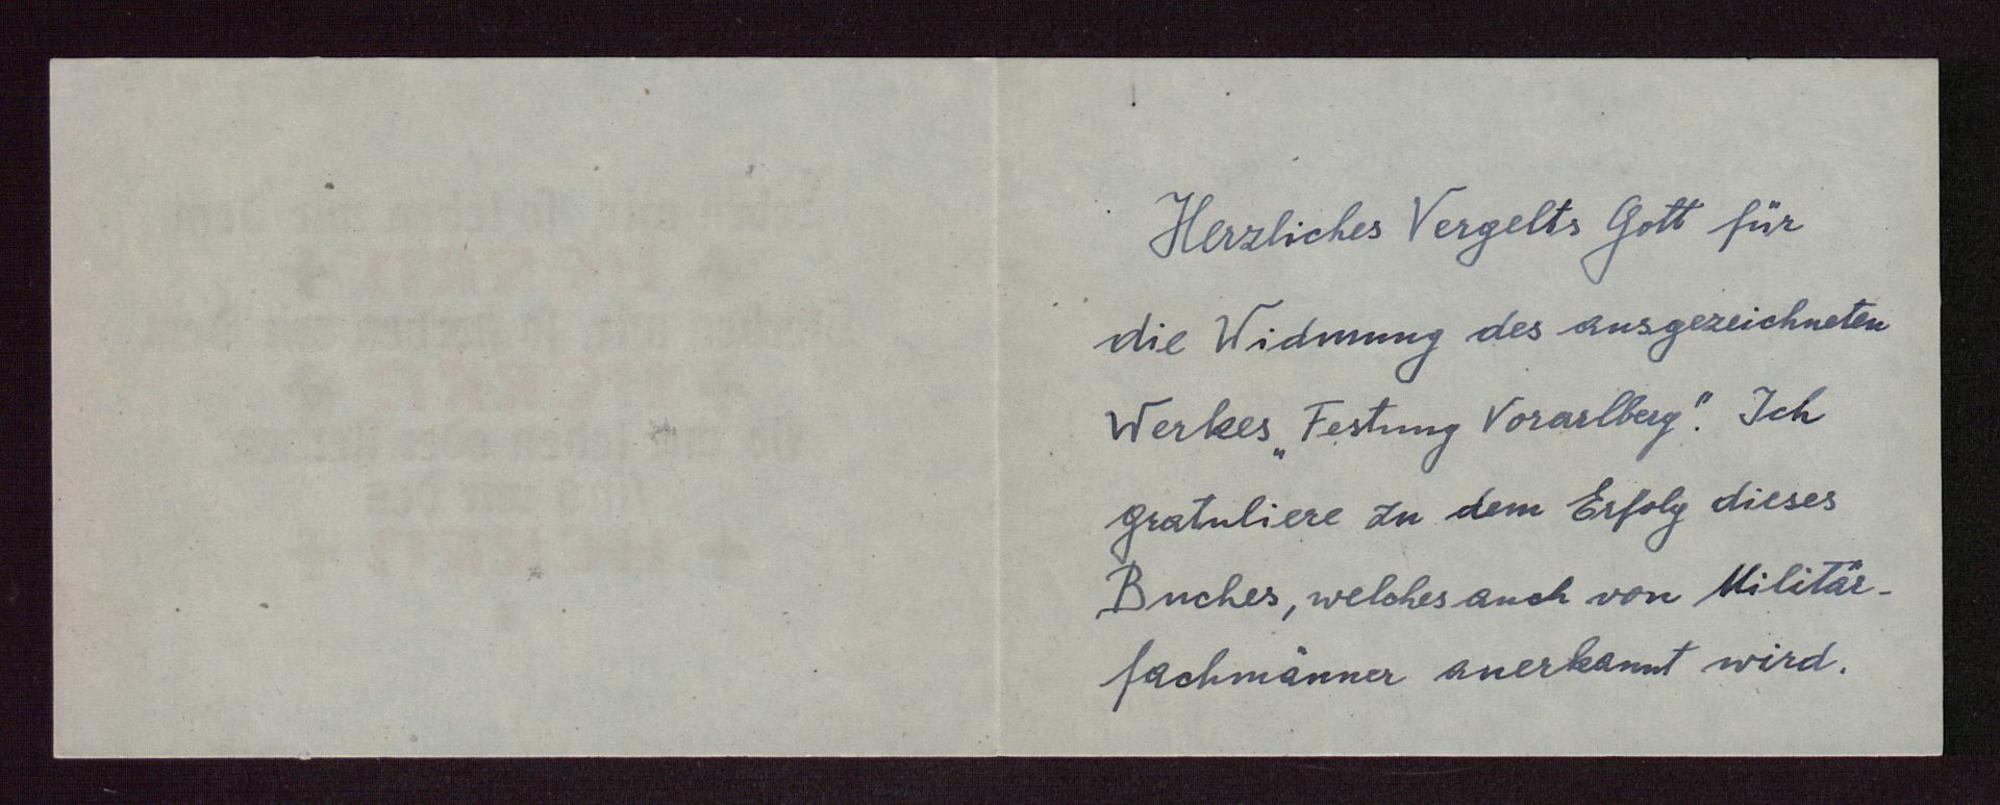 Herzliches Vergelts Gott für
die Widmung des ausgezeichneten
Werkes „Festung Vorarlberg". Ich
gratuliere zu dem Erfolg dieses
Buches, welches auch von Militär-
fachmänner anerkannt wird.